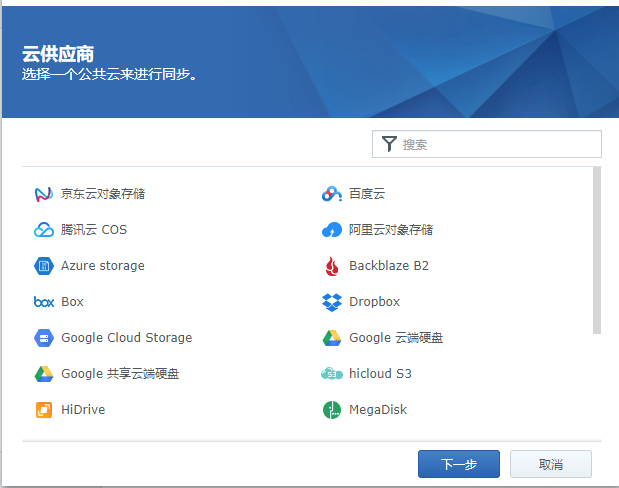 云供应商
选择一个公共云来进行同步。
搜索
京东云对象存储
百度云
腾讯云 COS
阿里云对象存储
Azure storage
Backblaze B2
box
Box
Dropbox
Google Cloud Storage
Google 云端硬盘
Google 共享云端硬盘
S3
hicloud S3
HiDrive
MegaDisk
下一步
取消